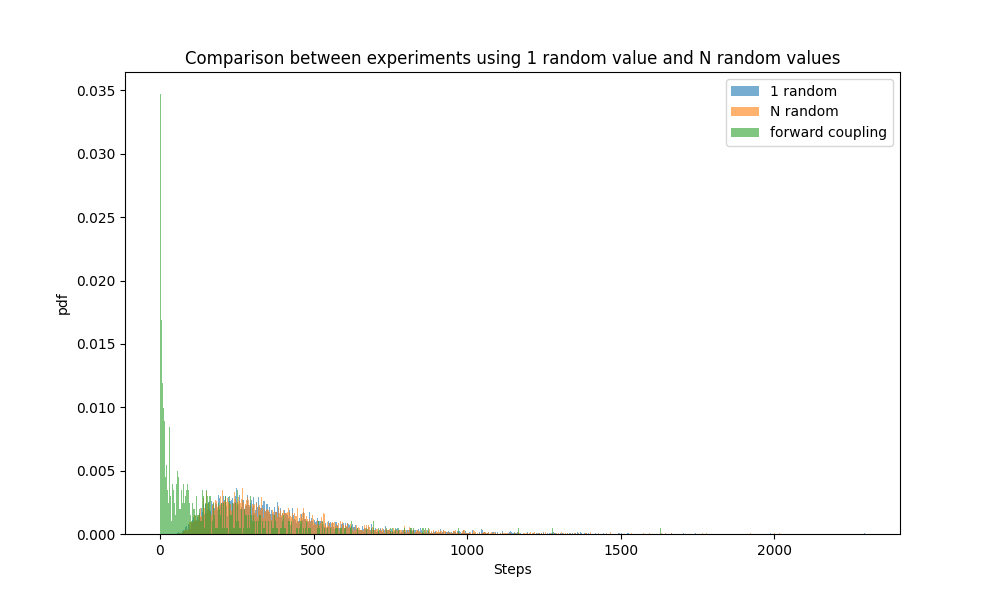 Comparison between experiments using 1 random value and N random values
1 random
N random
forward coupling
0.035
0.030
0.025
0.020
0.015
0.010
0.005
0.000
pdf
0
500
1000
1500
2000
Steps